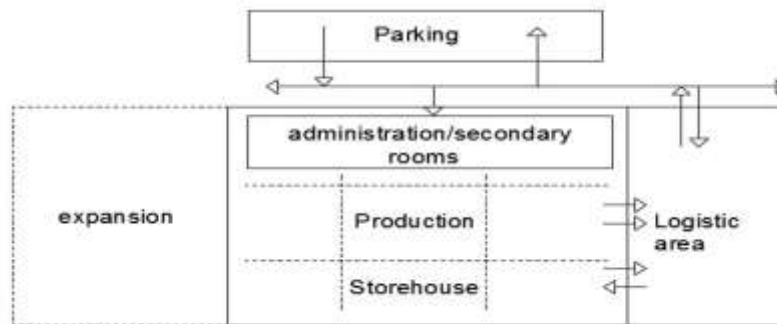 Parking
administration/secondary
rooms
expansion
Production
Logistic
area
Storehouse